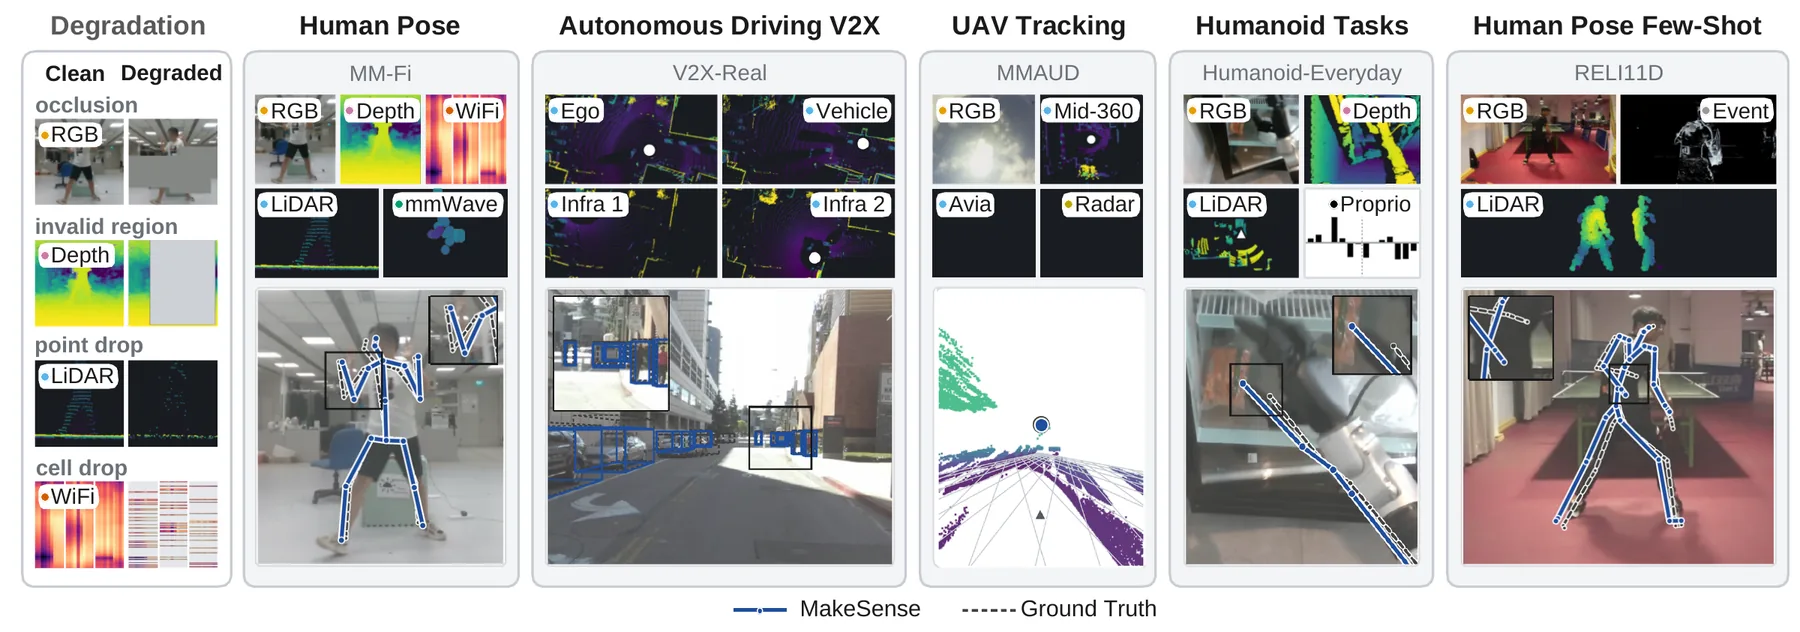 Degradation
Human Pose
Autonomous Driving V2X
UAV Tracking
Humanoid Tasks
Human Pose Few-Shot
Clean Degraded
occlusion
RGB
invalid region
Depth
point drop
LiDAR
cell drop
WiFi
MM-Fi
RGB
Depth
WiFi
LiDAR
mmWave
V2X-Real
Ego
Vehicle
Infra 1
Infra 2
MMAUD
RGB
Mid-360
Avia
Radar
Humanoid-Everyday
RGB
Depth
LiDAR
Proprio
RELI11D
RGB
Event
LiDAR
MakeSense
Ground Truth